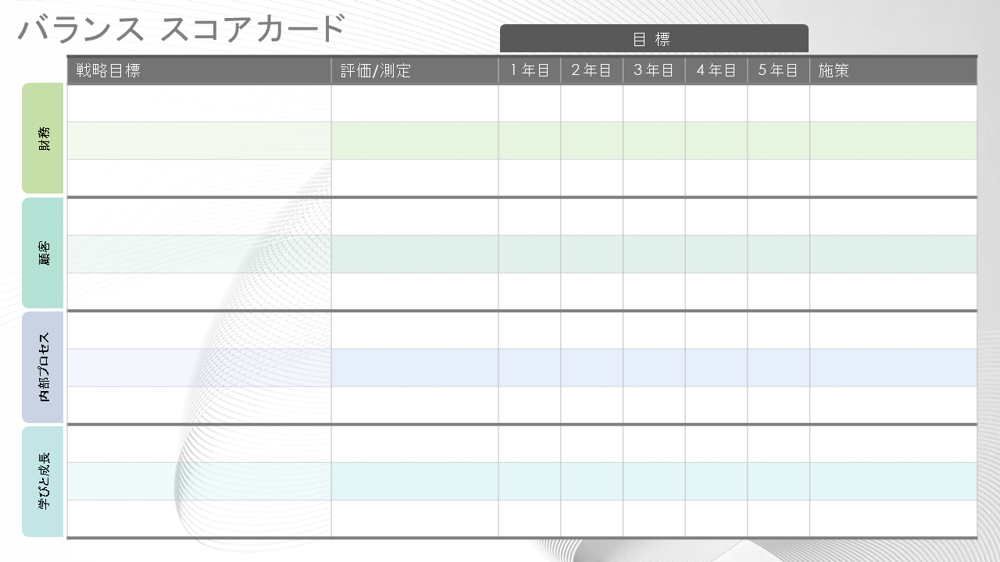 バランス スコアカード
目 標
戦略目標
評価/測定
1年目
2年目
3年目
4年目
5年目
施策
財務
顧客
内部プロセス
学びと成長